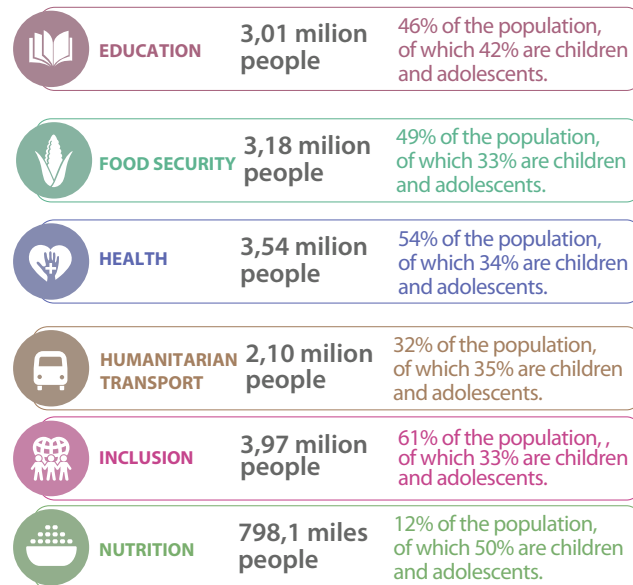 EDUCATION
3,01 milion
people
46% of the population,
of which 42% are children
and adolescents.
FOOD SECURITY
3,18 milion
people
49% of the population,
of which 33% are children
and adolescents.
HEALTH
3,54 milion
people
54% of the population,
of which 34% are children
and adolescents.
HUMANITARIAN
TRANSPORT
2,10 milion
people
32% of the population,
of which 35% are children
and adolescents.
INCLUSION
3,97 milion
people
61% of the population, ,
of which 33% are children
and adolescents.
NUTRITION
798,1 miles
people
12% of the population,
of which 50% are children
and adolescents.